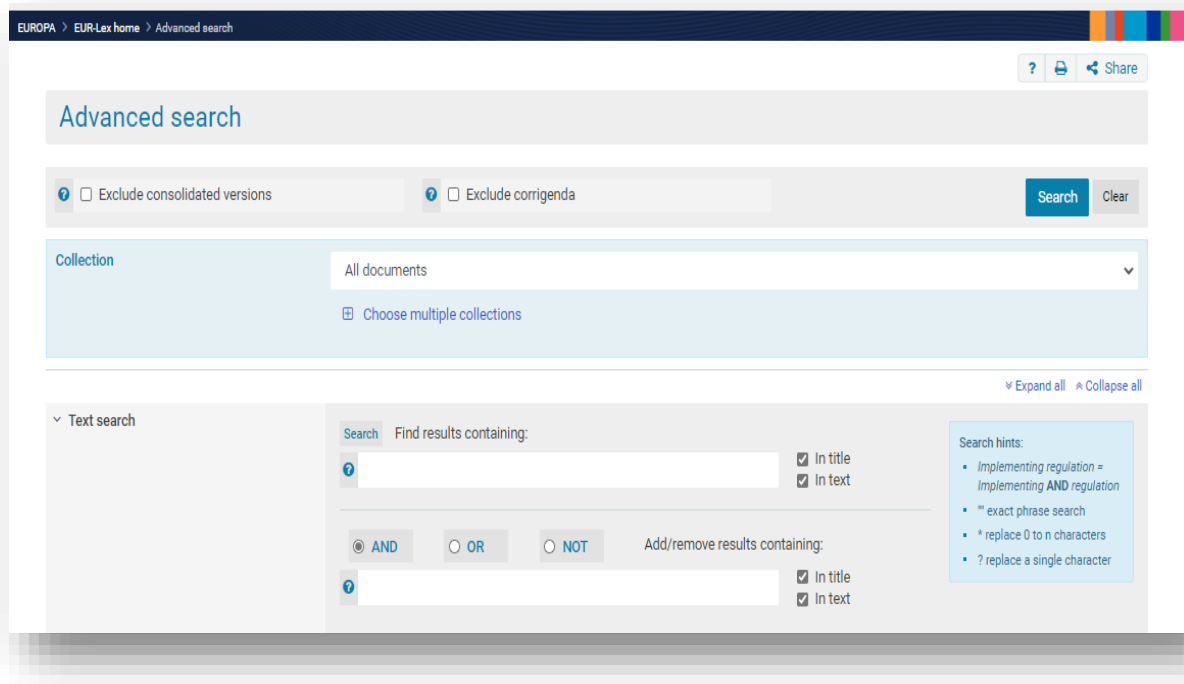 EUROPA > EUR-Lex home > Advanced search
? Share
Advanced search
? Exclude consolidated versions ? Exclude corrigenda Search Clear
Collection All documents
Choose multiple collections
Expand all Collapse all
Text search
Search Find results containing:
? In title
In text
AND OR NOT Add/remove results containing:
? In title
In text
Search hints:
Implementing regulation =
Implementing AND regulation
"" exact phrase search
* replace 0 to n characters
? replace a single character